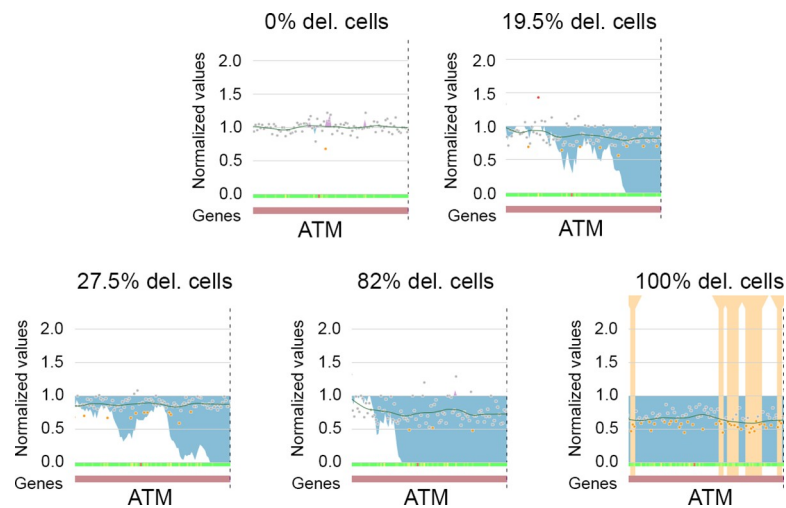 0% del. cells
19.5% del. cells
Normalized values
2.0
1.5
1.0
0.5
0.0
Genes
ATM
Normalized values
2.0
1.5
1.0
0.5
0.0
Genes
ATM
27.5% del. cells
82% del. cells
100% del. cells
Normalized values
2.0
1.5
1.0
0.5
0.0
Genes
ATM
Normalized values
2.0
1.5
1.0
0.5
0.0
Genes
ATM
Normalized values
2.0
1.5
1.0
0.5
0.0
Genes
ATM